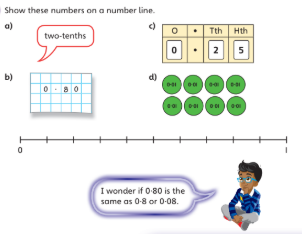 Show these numbers on a number line.
a)
two-tenths
c)
O • Tth Hth
0 • 2 5
b)
0 · 8 0
d)
0·01 0·01 0·01 0·01
0·01 0·01 0·01 0·01
0 1
I wonder if 0·80 is the
same as 0·8 or 0·08.